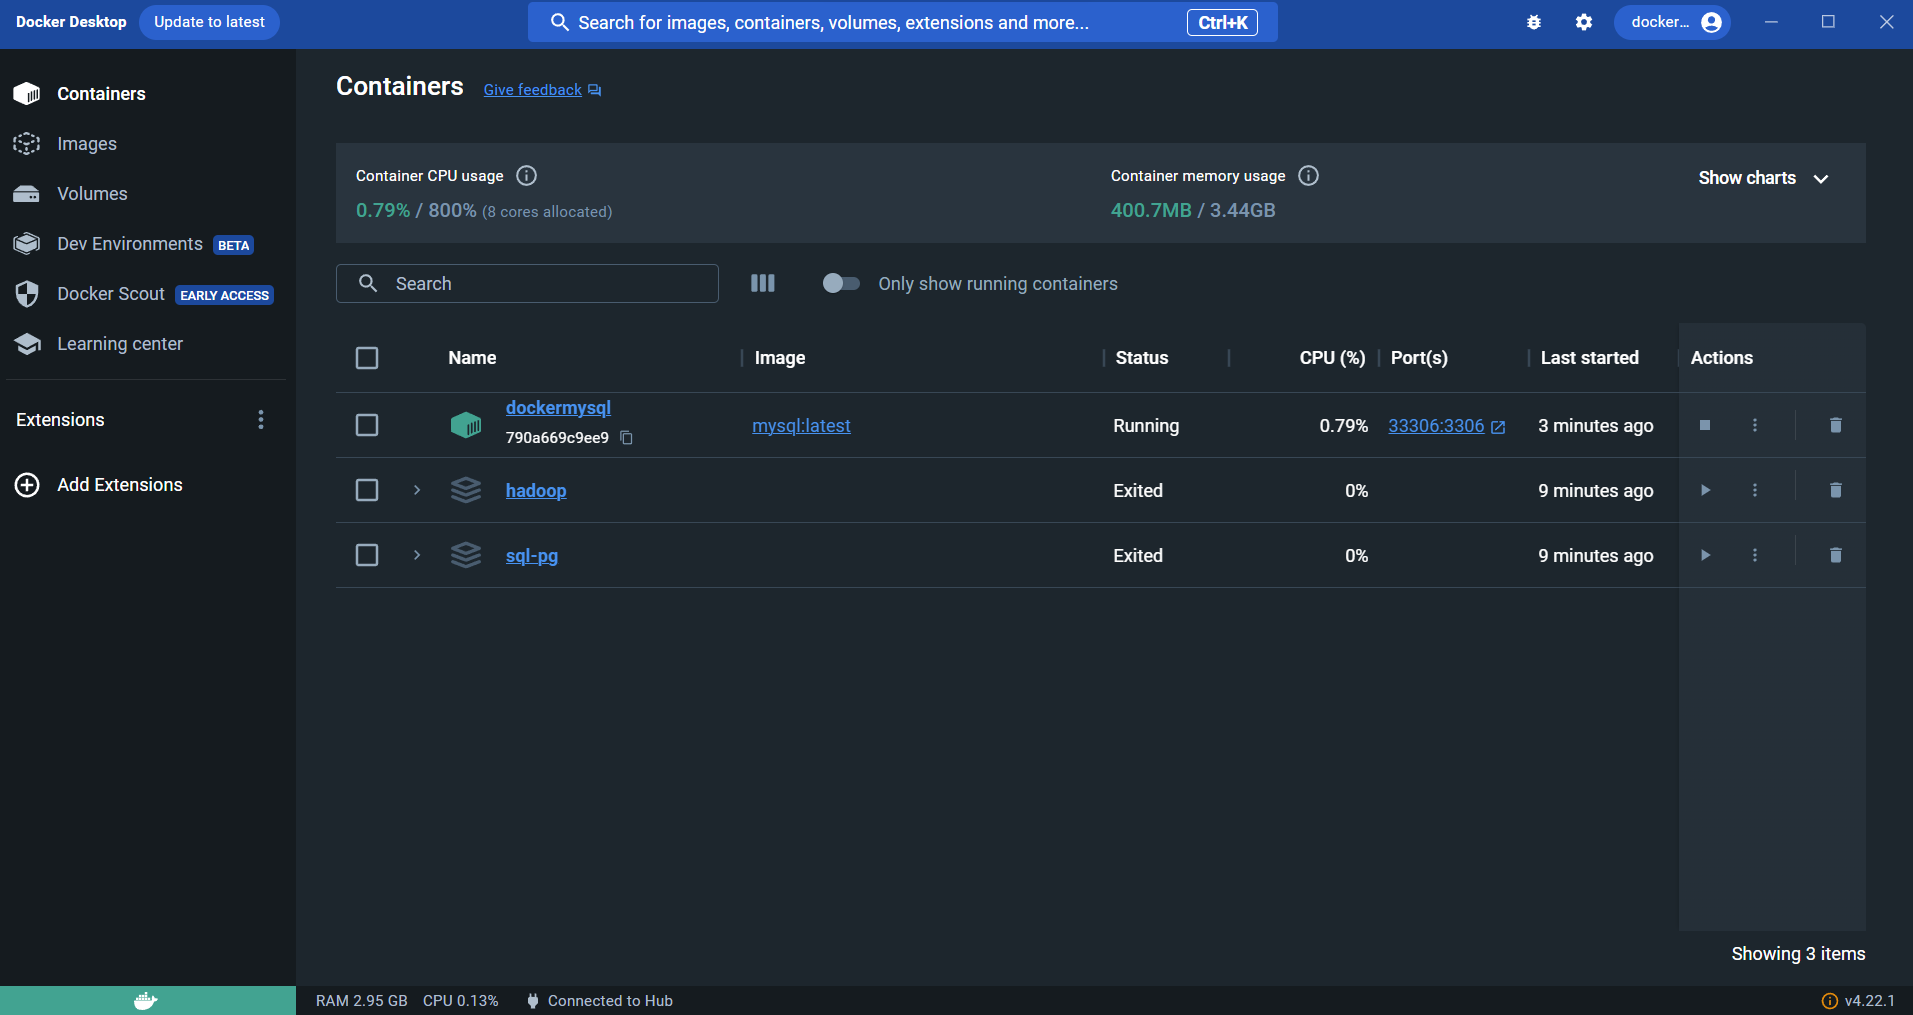 Docker Desktop Update to latest Search for images, containers, volumes, extensions and more... Ctrl+K docker...
Containers
Images
Volumes
Dev Environments BETA
Docker Scout EARLY ACCESS
Learning center
Extensions
Add Extensions
Containers Give feedback
Container CPU usage
0.79% / 800% (8 cores allocated)
Container memory usage
400.7MB / 3.44GB
Show charts
Search
Only show running containers
Name Image Status CPU (%) Port(s) Last started Actions
dockermysql
790a669c9ee9
mysql:latest Running 0.79% 33306:3306 3 minutes ago
hadoop Exited 0% 9 minutes ago
sql-pg Exited 0% 9 minutes ago
Showing 3 items
RAM 2.95 GB CPU 0.13% Connected to Hub v4.22.1